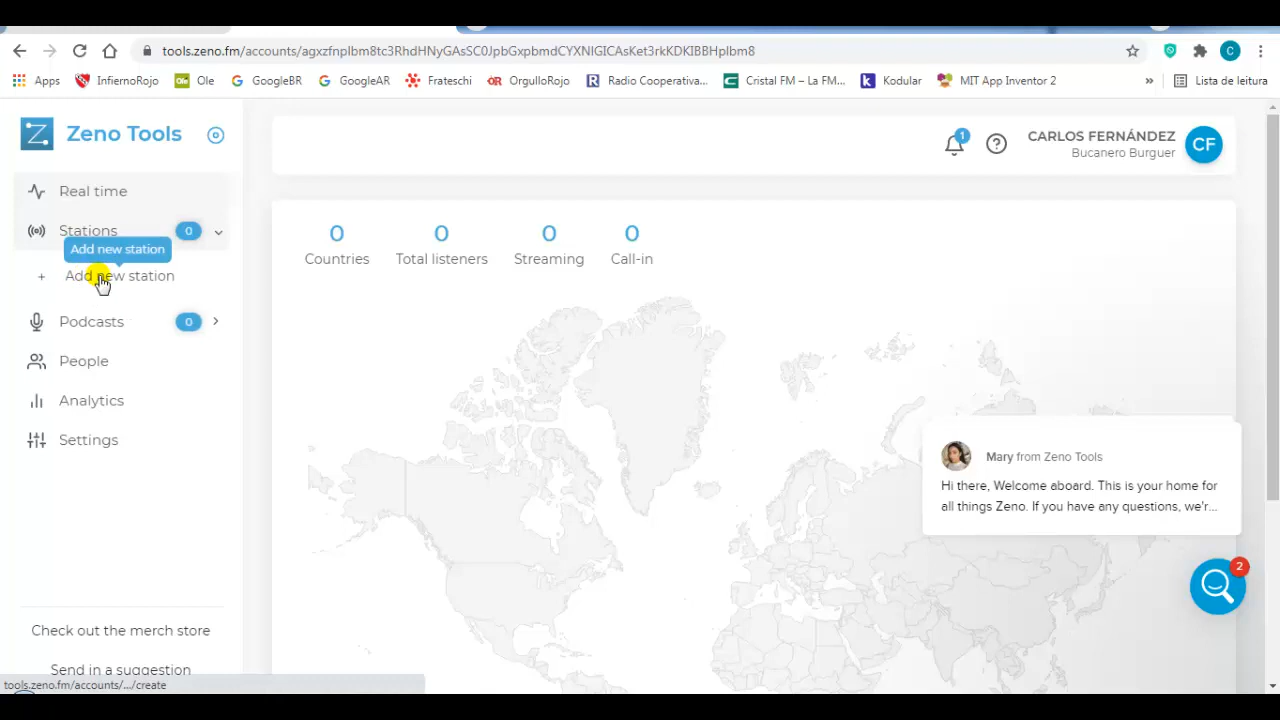 tools.zeno.fm/accounts/agxzfnplbm8tc3RhdHNyGAsSC0JpbGxpbmdCYXNlGICAsKet3rkKDKIBBHplbm8
Apps InfiernoRojo Ole GoogleBR GoogleAR Frateschi OrgulloRojo Radio Cooperativa... Cristal FM – La FM... Kodular MIT App Inventor 2 » Lista de leitura
Zeno Tools
1
CARLOS FERNÁNDEZ
Bucanero Burguer
CF
Real time
Stations 0
Add new station
+ Add new station
Podcasts 0
People
Analytics
Settings
0 0 0 0
Countries Total listeners Streaming Call-in
Mary from Zeno Tools
Hi there, Welcome aboard. This is your home for
all things Zeno. If you have any questions, we'r...
2
Check out the merch store
Send in a suggestion
tools.zeno.fm/accounts/.../create